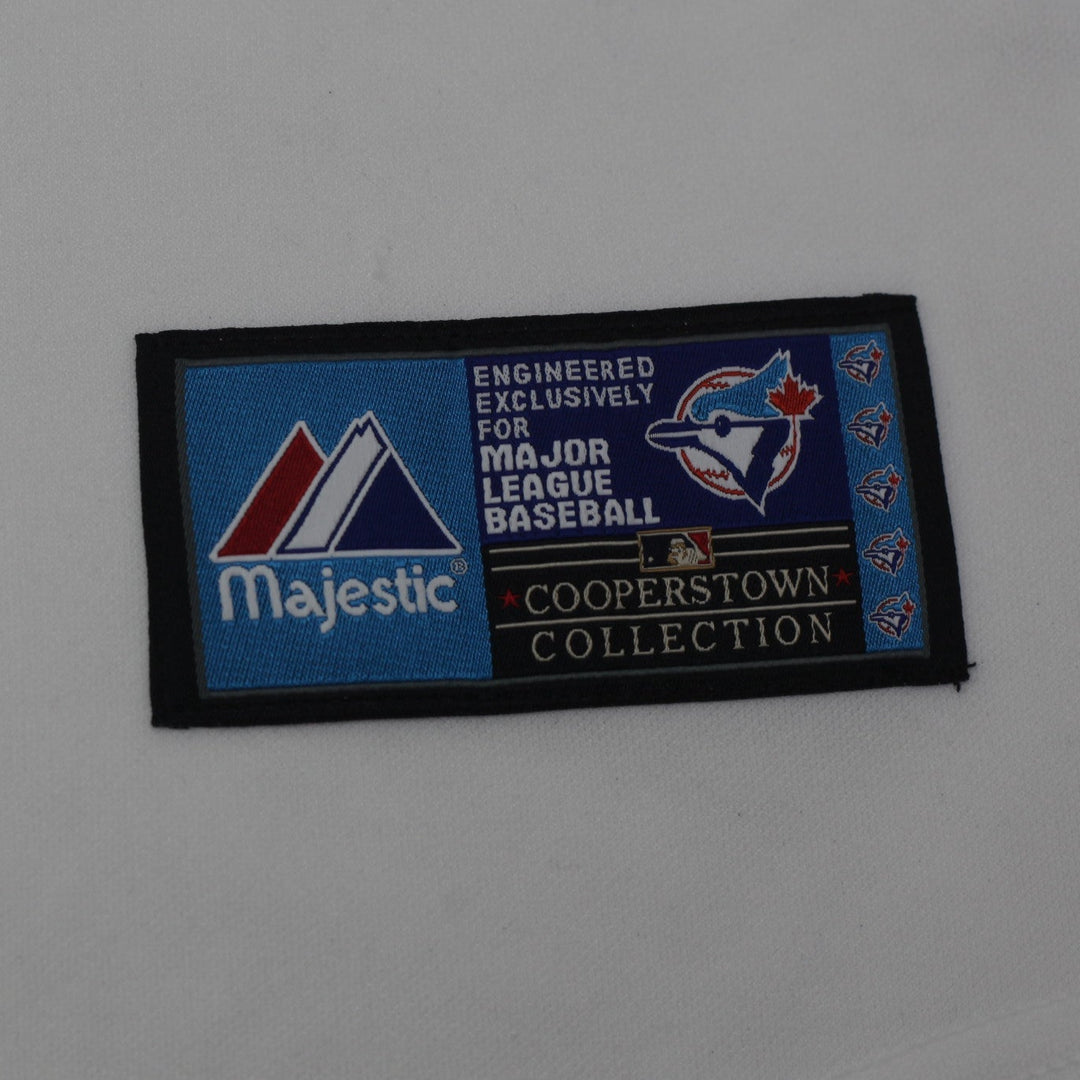 Majestic®
ENGINEERED
EXCLUSIVELY
FOR
MAJOR
LEAGUE
BASEBALL
COOPERSTOWN
COLLECTION